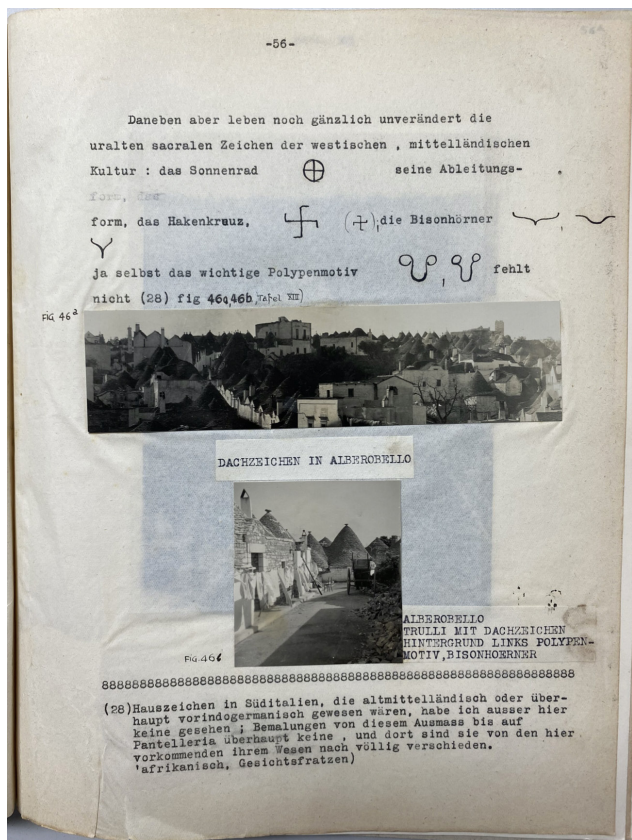 -56-
Daneben aber leben noch gänzlich unverändert die
uralten sacralen Zeichen der westischen , mittelländischen
Kultur : das Sonnenrad seine Ableitungs-
form, das Hakenkreuz, ( ),die Bisonhörner , 
ja selbst das wichtige Polypenmotiv , fehlt
nicht (28) fig 46a,46b, Tafel XIII)
FIG 46a
DACHZEICHEN IN ALBEROBELLO
ALBEROBELLO
TRULLI MIT DACHZEICHEN
HINTERGRUND LINKS POLYPEN-
MOTIV,BISONHOERNER
FIG. 46b
8888888888888888888888888888888888888888888888888888888888888888888
(28)Hauszeichen in Süditalien, die altmittelländisch oder über-
haupt vorindogermanisch gewesen wären, habe ich ausser hier
keine gesehen ; Bemalungen von diesem Ausmass bis auf
Pantelleria überhaupt keine , und dort sind sie von den hier
vorkommenden ihrem Wesen nach völlig verschieden.
'afrikanisch, Gesichtsfratzen)